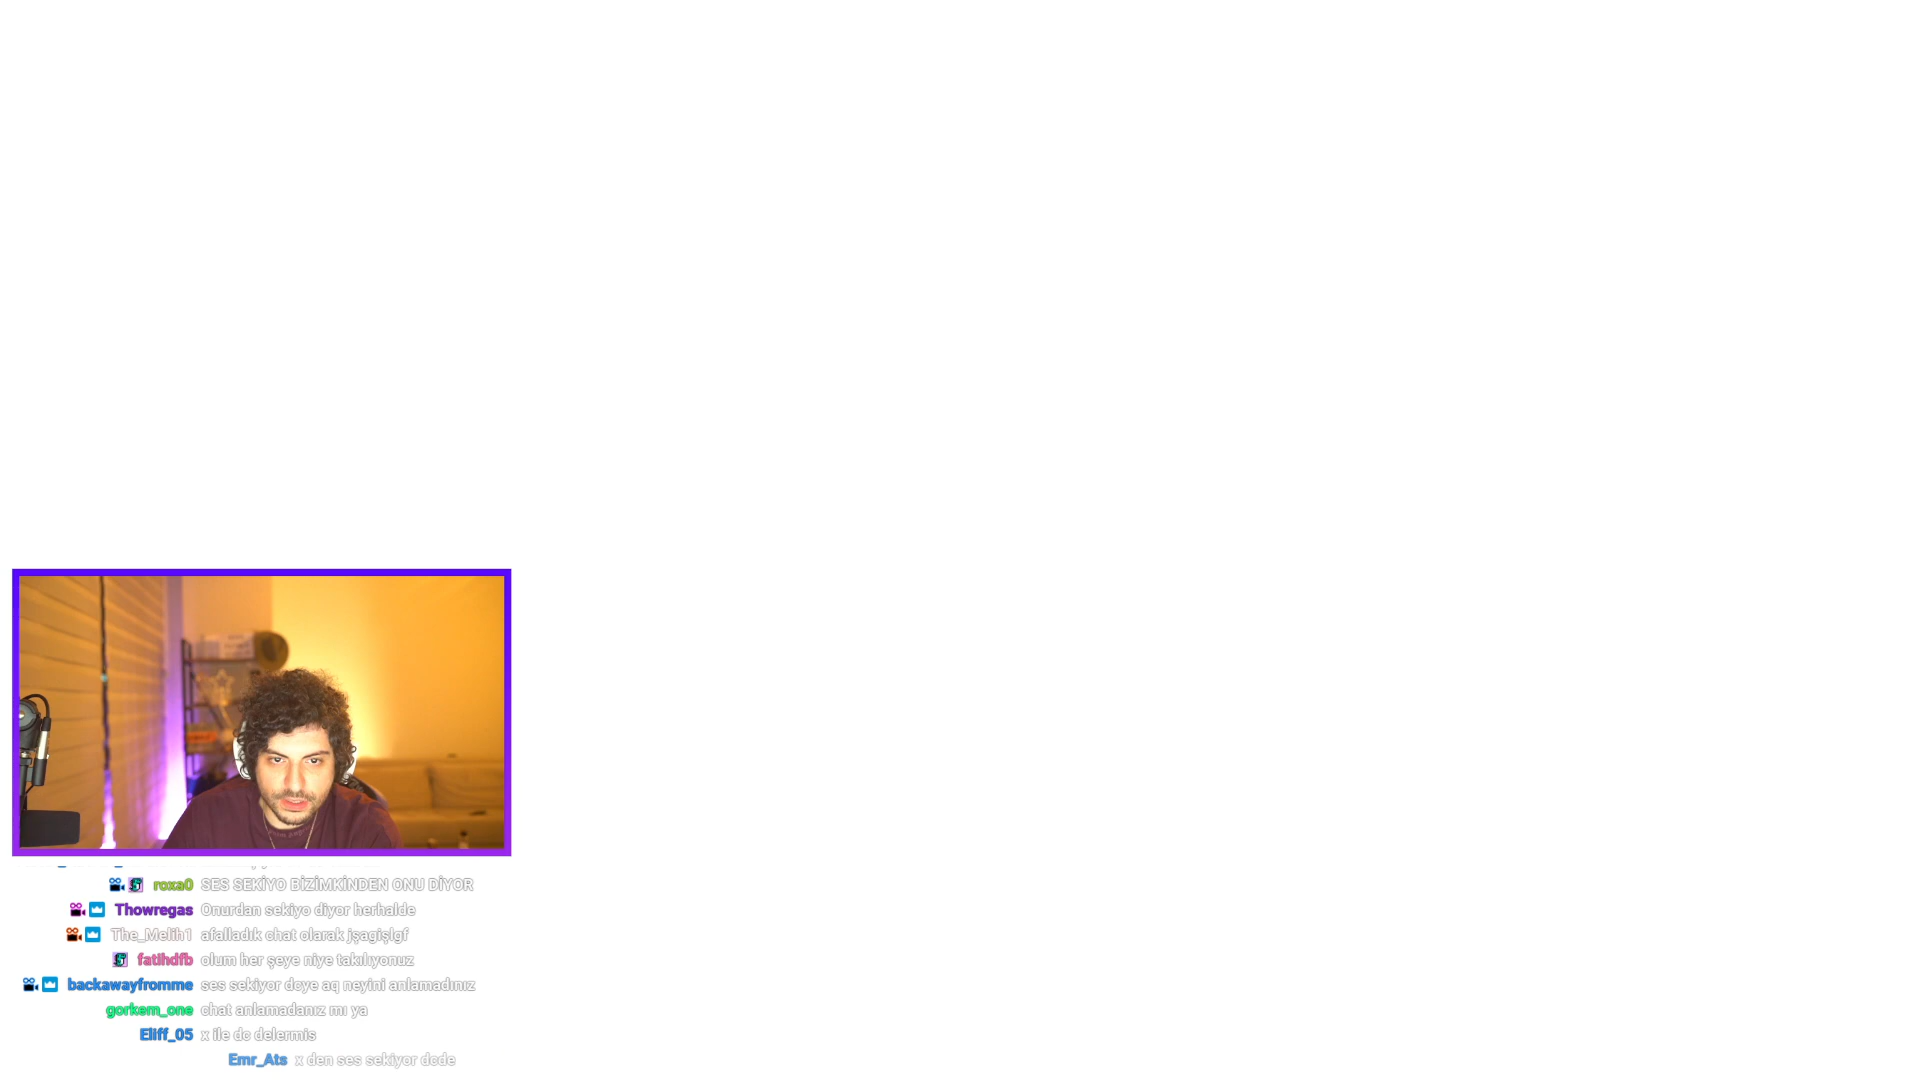 roxa0 SES SEKİYO BİZİMKİNDEN ONU DİYOR
Thowregas Onurdan sekiyo diyor herhalde
The_Melih1 afalladık chat olarak jşagişlgf
fatihdfb olum her şeye niye takılıyonuz
backawayfromme ses sekiyor dcye aq neyini anlamadınız
gorkem_one chat anlamadanız mı ya
Eliff_05 x ile dc delermis
Emr_Ats x den ses sekiyor dcde